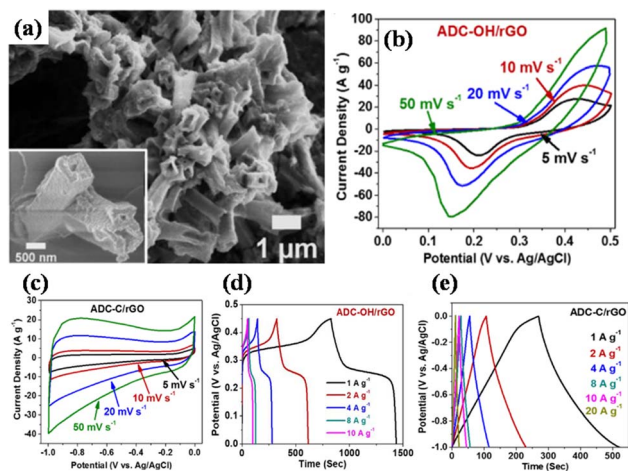 (a)
500 nm
1 μm
(b)
ADC-OH/rGO
10 mV s⁻¹
20 mV s⁻¹
50 mV s⁻¹
5 mV s⁻¹
Current Density (A g⁻¹)
100
80
60
40
20
0
-20
-40
-60
-80
0.0 0.1 0.2 0.3 0.4 0.5
Potential (V vs. Ag/AgCl)
(c)
ADC-C/rGO
5 mV s⁻¹
10 mV s⁻¹
20 mV s⁻¹
50 mV s⁻¹
Current Density (A g⁻¹)
40
30
20
10
0
-10
-20
-30
-40
-1.0 -0.8 -0.6 -0.4 -0.2 0.0
Potential (V vs. Ag/AgCl)
(d)
ADC-OH/rGO
1 A g⁻¹
2 A g⁻¹
4 A g⁻¹
8 A g⁻¹
10 A g⁻¹
Potential (V vs. Ag/AgCl)
0.5
0.4
0.3
0.2
0.1
0.0
0 300 600 900 1200 1500
Time (Sec)
(e)
ADC-C/rGO
1 A g⁻¹
2 A g⁻¹
4 A g⁻¹
8 A g⁻¹
10 A g⁻¹
20 A g⁻¹
Potential (V vs. Ag/AgCl)
0.0
-0.2
-0.4
-0.6
-0.8
-1.0
0 100 200 300 400 500
Time (Sec)